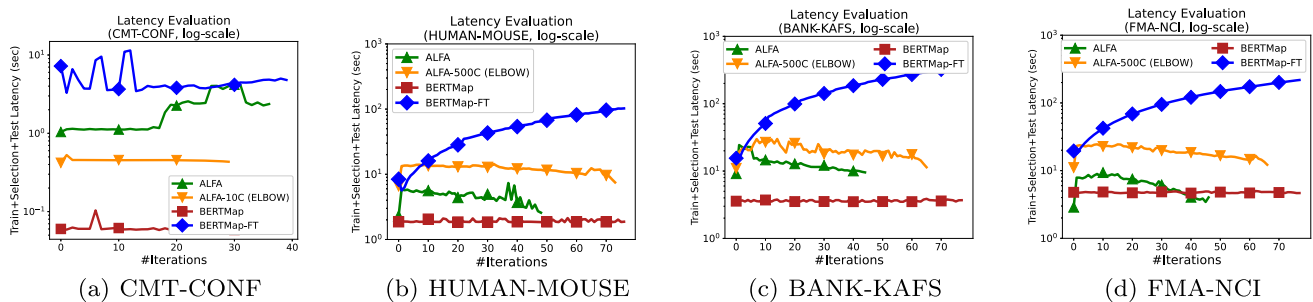 Latency Evaluation
(CMT-CONF, log-scale)
Train+Selection+Test Latency (sec)
10^1
10^0
10^-1
ALFA
ALFA-10C (ELBOW)
BERTMap
BERTMap-FT
0 10 20 30 40
#Iterations
(a) CMT-CONF
Latency Evaluation
(HUMAN-MOUSE, log-scale)
Train+Selection+Test Latency (sec)
10^3
10^2
10^1
10^0
ALFA
ALFA-500C (ELBOW)
BERTMap
BERTMap-FT
0 10 20 30 40 50 60 70
#Iterations
(b) HUMAN-MOUSE
Latency Evaluation
(BANK-KAFS, log-scale)
Train+Selection+Test Latency (sec)
10^3
10^2
10^1
10^0
ALFA BERTMap
ALFA-500C (ELBOW) BERTMap-FT
0 10 20 30 40 50 60 70
#Iterations
(c) BANK-KAFS
Latency Evaluation
(FMA-NCI, log-scale)
Train+Selection+Test Latency (sec)
10^3
10^2
10^1
10^0
ALFA BERTMap
ALFA-500C (ELBOW) BERTMap-FT
0 10 20 30 40 50 60 70
#Iterations
(d) FMA-NCI